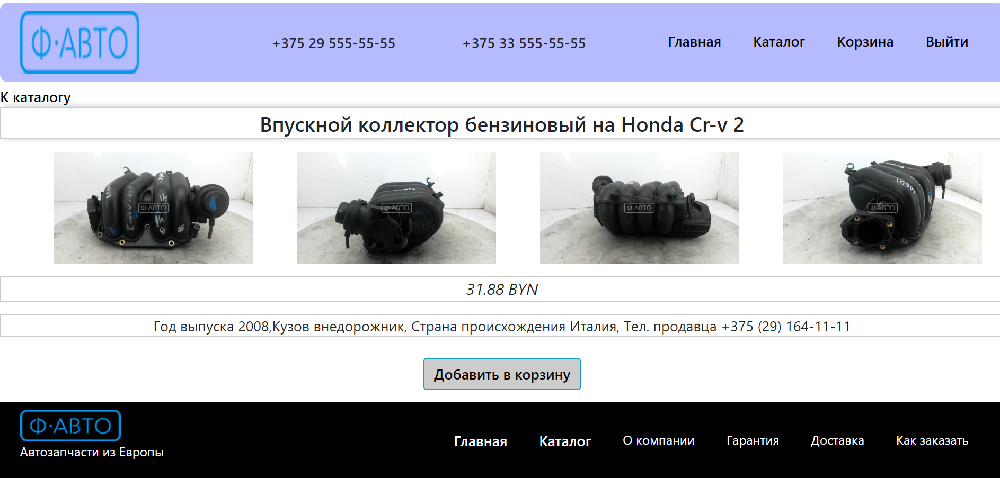 Ф·АВТО
+375 29 555-55-55
+375 33 555-55-55
Главная
Каталог
Корзина
Выйти
К каталогу
Впускной коллектор бензиновый на Honda Cr-v 2
Ф·АВТО
Ф·АВТО
Ф·АВТО
Ф·АВТО
31.88 BYN
Год выпуска 2008,Кузов внедорожник, Страна происхождения Италия, Тел. продавца +375 (29) 164-11-11
Добавить в корзину
Ф·АВТО
Автозапчасти из Европы
Главная
Каталог
О компании
Гарантия
Доставка
Как заказать